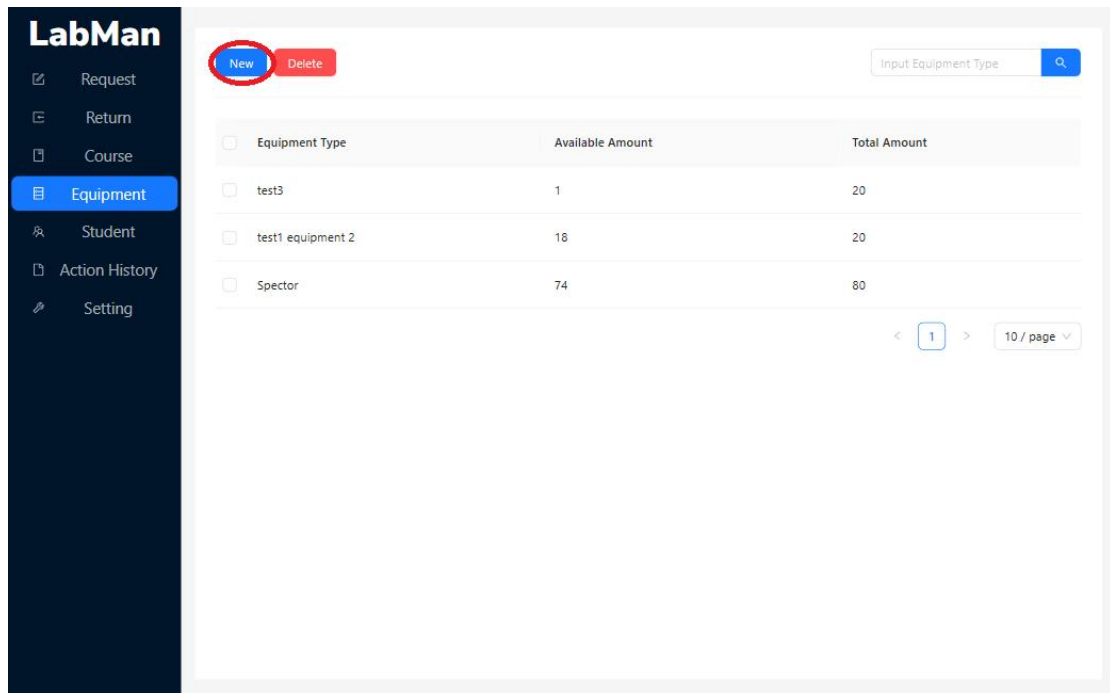 LabMan
Request
Return
Course
Equipment
Student
Action History
Setting
New Delete Input Equipment Type
Equipment Type Available Amount Total Amount
test3 1 20
test1 equipment 2 18 20
Spector 74 80
< 1 > 10 / page